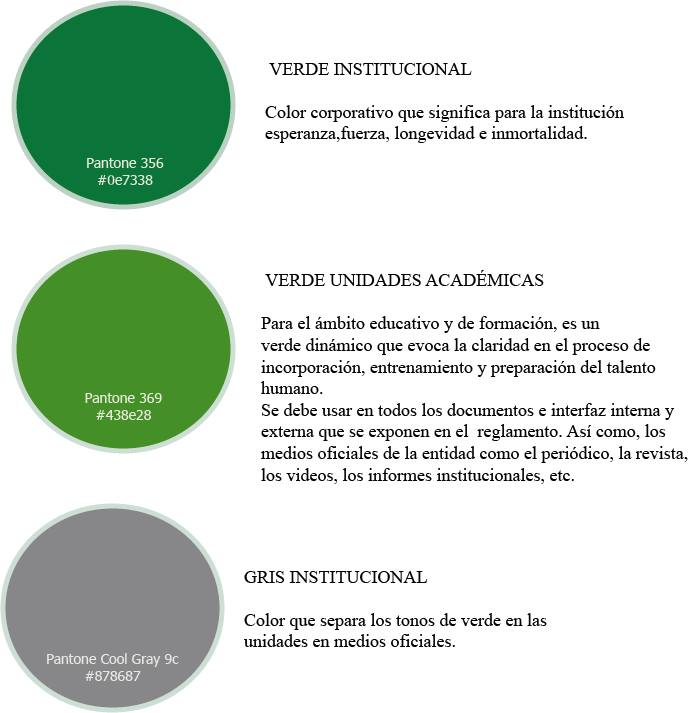 VERDE INSTITUCIONAL
Color corporativo que significa para la institución
esperanza,fuerza, longevidad e inmortalidad.
Pantone 356
#0e7338
VERDE UNIDADES ACADÉMICAS
Para el ámbito educativo y de formación, es un
verde dinámico que evoca la claridad en el proceso de
incorporación, entrenamiento y preparación del talento
humano.
Se debe usar en todos los documentos e interfaz interna y
externa que se exponen en el  reglamento. Así como, los
medios oficiales de la entidad como el periódico, la revista,
los videos, los informes institucionales, etc.
Pantone 369
#438e28
GRIS INSTITUCIONAL
Color que separa los tonos de verde en las
unidades en medios oficiales.
Pantone Cool Gray 9c
#878687